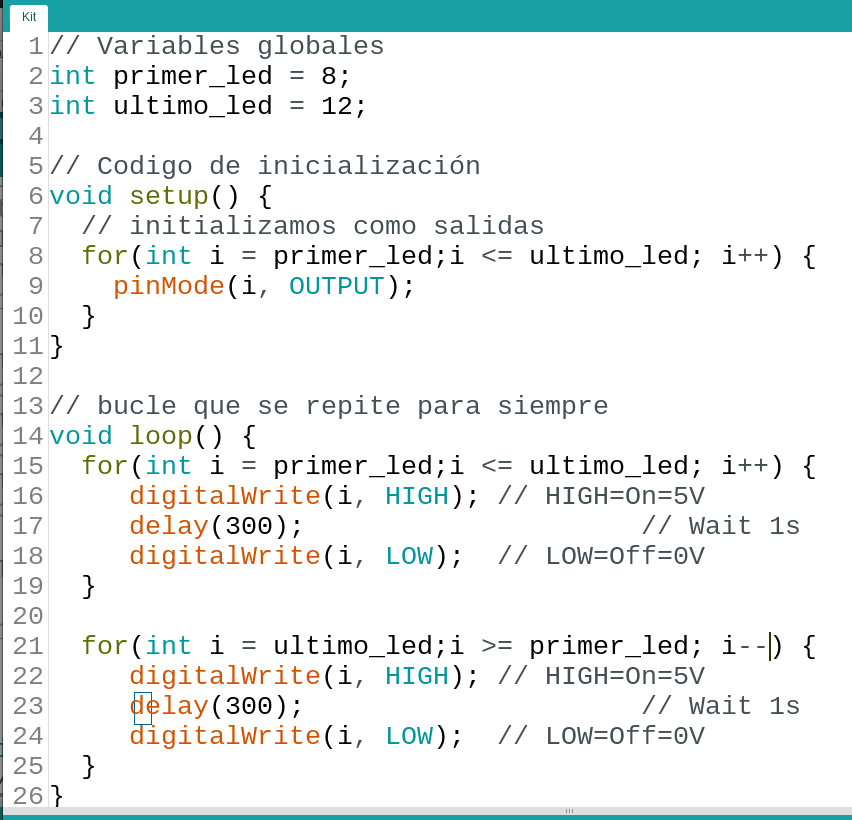 Kit
1 // Variables globales
2 int primer_led = 8;
3 int ultimo_led = 12;
4
5 // Codigo de inicialización
6 void setup() {
7   // initializamos como salidas
8   for(int i = primer_led;i <= ultimo_led; i++) {
9     pinMode(i, OUTPUT);
10   }
11 }
12
13 // bucle que se repite para siempre
14 void loop() {
15   for(int i = primer_led;i <= ultimo_led; i++) {
16      digitalWrite(i, HIGH); // HIGH=On=5V
17      delay(300);                     // Wait 1s
18      digitalWrite(i, LOW);  // LOW=Off=0V
19   }
20
21   for(int i = ultimo_led;i >= primer_led; i--) {
22      digitalWrite(i, HIGH); // HIGH=On=5V
23      delay(300);                     // Wait 1s
24      digitalWrite(i, LOW);  // LOW=Off=0V
25   }
26 }